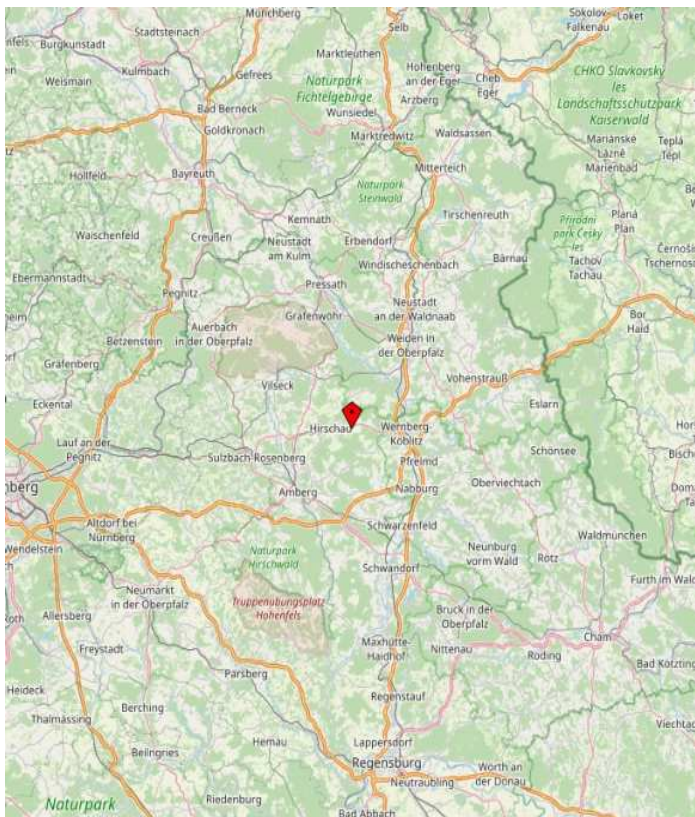 Münchberg
Sokolov
Falkenau
Loket
Stadtsteinach
Selb
Burgkunstadt
Marktleuthen
Kulmbach
Gefrees
Hohenberg
an der Eger
Cheb
Eger
CHKO Slavkovský
les
Landschaftsschutzpark
Kaiserwald
Weismain
Naturpark
Fichtelgebirge
Bad Berneck
Arzberg
Goldkronach
Wunsiedel
Marktredwitz
Waldsassen
Mariánské
Lázně
Marienbad
Teplá
Tepl
Hollfeld
Bayreuth
Mitterteich
Naturpark
Steinwald
Tirschenreuth
Kemnath
Přírodní
park Český
les
Planá
Plan
Waischenfeld
Creußen
Neustadt
am Kulm
Erbendorf
Windischeschenbach
Bärnau
Tachov
Tachau
Ebermannstadt
Pegnitz
Pressath
Neustadt
an der Waldnaab
Grafenwöhr
Auerbach
in der Oberpfalz
Bor
Haid
Betzenstein
Weiden in
der Oberpfalz
Gräfenberg
Vilseck
Vohenstrauß
Eckental
Eslarn
Hirschau
Wernberg-
Köblitz
Lauf an der
Pegnitz
Sulzbach-Rosenberg
Schönsee
Pfreimd
Oberviechtach
Amberg
Nabburg
Altdorf bei
Nürnberg
Schwarzenfeld
Wendelstein
Waldmünchen
Naturpark
Hirschwald
Neunburg
vorm Wald
Rötz
Schwandorf
Furth im Wald
Neumarkt
in der Oberpfalz
Truppenübungsplatz
Hohenfels
Allersberg
Bruck in der
Oberpfalz
Cham
Freystadt
Maxhütte-
Haidhof
Nittenau
Roding
Bad Kötzting
Parsberg
Heideck
Regenstauf
Berching
Thalmässing
Lappersdorf
Beilngries
Hemau
Regensburg
Wörth an
der Donau
Neutraubling
Riedenburg
Naturpark
Bad Abbach